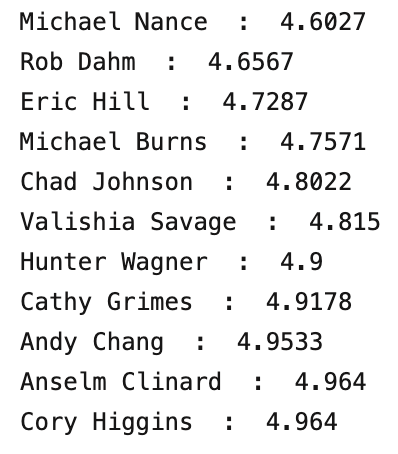 Michael Nance  :  4.6027
Rob Dahm  :  4.6567
Eric Hill  :  4.7287
Michael Burns  :  4.7571
Chad Johnson  :  4.8022
Valishia Savage  :  4.815
Hunter Wagner  :  4.9
Cathy Grimes  :  4.9178
Andy Chang  :  4.9533
Anselm Clinard  :  4.964
Cory Higgins  :  4.964